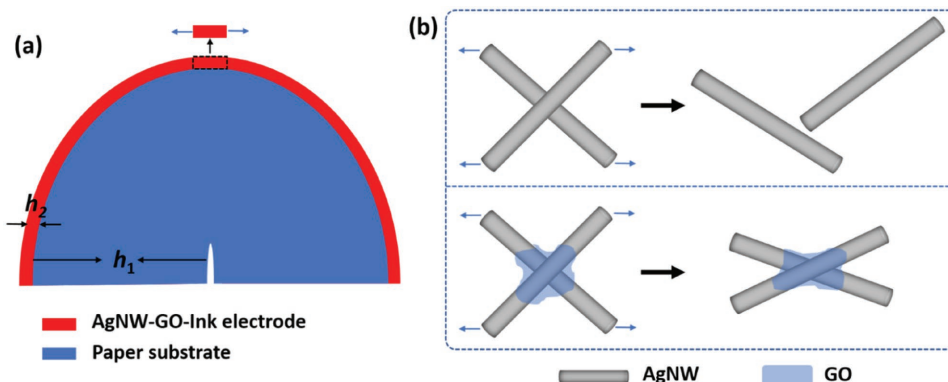 (a)
h2
h1
AgNW-GO-Ink electrode
Paper substrate
(b)
AgNW
GO